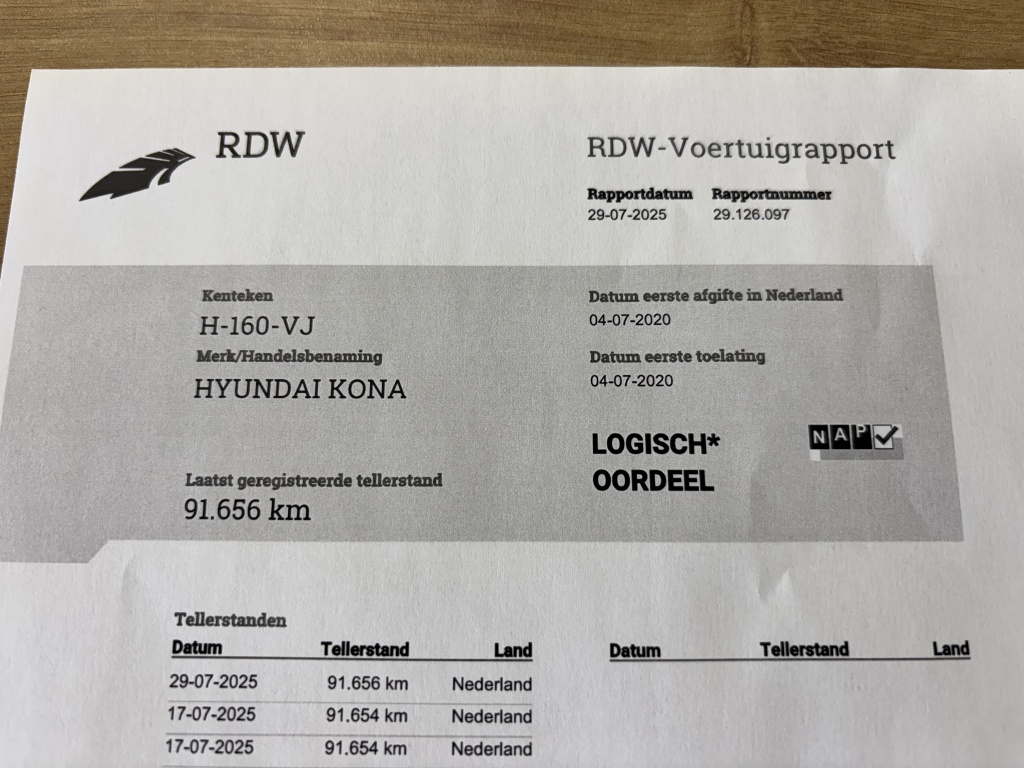 RDW
RDW-Voertuigrapport
Rapportdatum Rapportnummer
29-07-2025 29.126.097
Kenteken
H-160-VJ
Merk/Handelsbenaming
HYUNDAI KONA
Laatst geregistreerde tellerstand
91.656 km
Datum eerste afgifte in Nederland
04-07-2020
Datum eerste toelating
04-07-2020
LOGISCH*
OORDEEL
NAP
Tellerstanden
Datum Tellerstand Land
29-07-2025 91.656 km Nederland
17-07-2025 91.654 km Nederland
17-07-2025 91.654 km Nederland
Datum Tellerstand Land